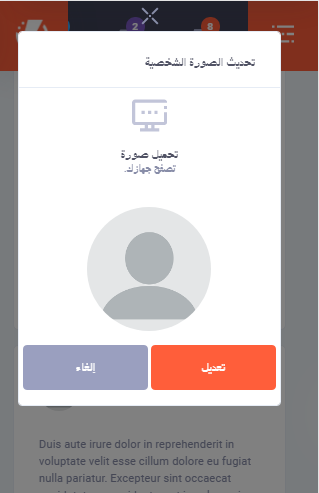 2
8
تحديث الصورة الشخصية
تحميل صورة
تصفح جهازك.
تعديل
إلغاء
Duis aute irure dolor in reprehenderit in
voluptate velit esse cillum dolore eu fugiat
nulla pariatur. Excepteur sint occaecat